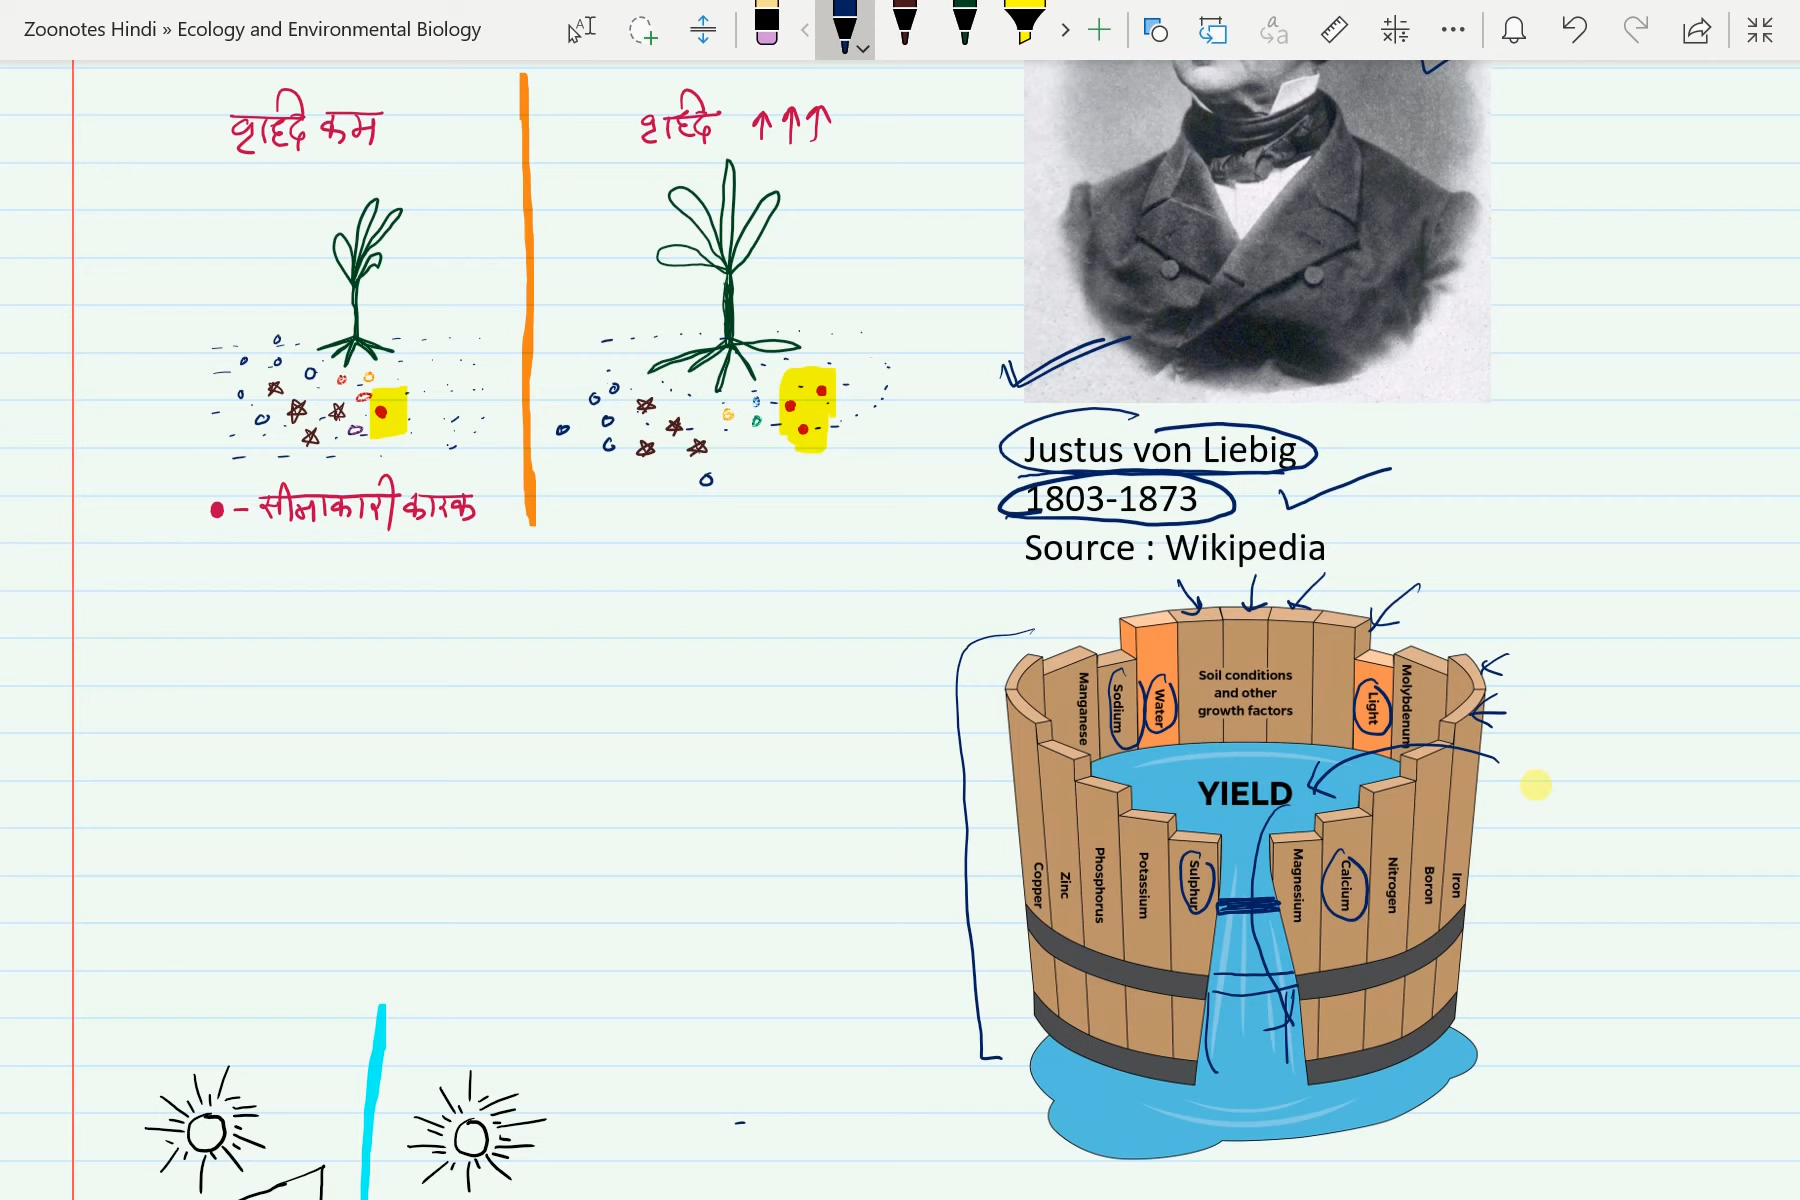 Zoonotes Hindi » Ecology and Environmental Biology
वृद्धि कम
वृद्धि ↑↑↑
● - सीमाकारी कारक
Justus von Liebig
1803-1873
Source : Wikipedia
Soil conditions
and other
growth factors
Manganese
Sodium
Water
Light
Molybdenum
YIELD
Copper
Zinc
Phosphorus
Potassium
Sulphur
Magnesium
Calcium
Nitrogen
Boron
Iron